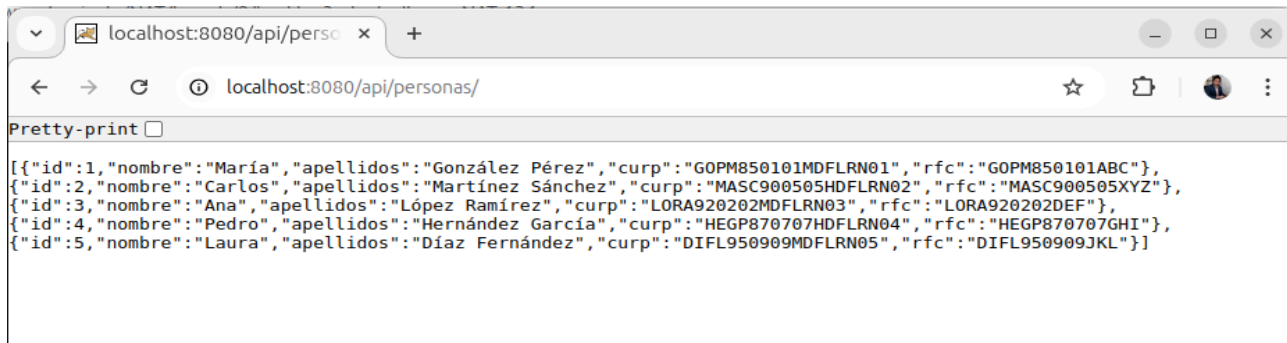 localhost:8080/api/perso
localhost:8080/api/personas/
Pretty-print
[{"id":1,"nombre":"María","apellidos":"González Pérez","curp":"GOPM850101MDFLRN01","rfc":"GOPM850101ABC"},
{"id":2,"nombre":"Carlos","apellidos":"Martínez Sánchez","curp":"MASC900505HDFLRN02","rfc":"MASC900505XYZ"},
{"id":3,"nombre":"Ana","apellidos":"López Ramírez","curp":"LORA920202MDFLRN03","rfc":"LORA920202DEF"},
{"id":4,"nombre":"Pedro","apellidos":"Hernández García","curp":"HEGP870707HDFLRN04","rfc":"HEGP870707GHI"},
{"id":5,"nombre":"Laura","apellidos":"Díaz Fernández","curp":"DIFL950909MDFLRN05","rfc":"DIFL950909JKL"}]